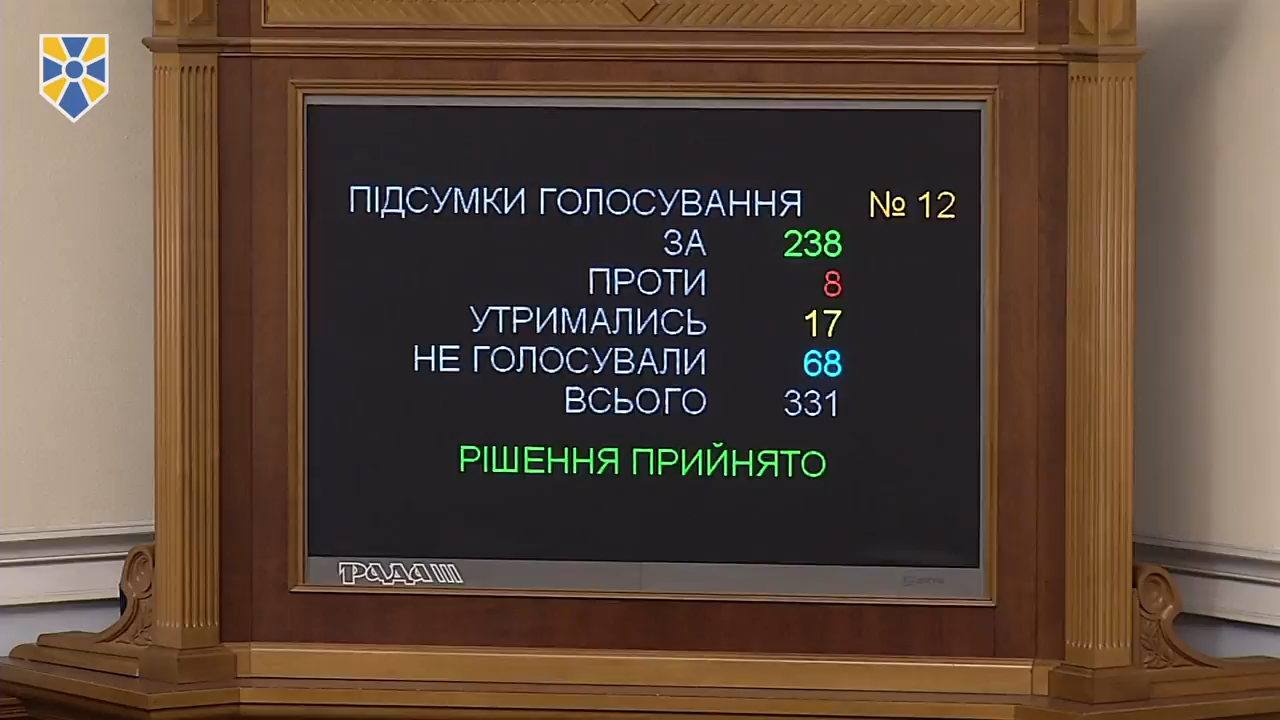 ПІДСУМКИ ГОЛОСУВАННЯ № 12
ЗА 238
ПРОТИ 8
УТРИМАЛИСЬ 17
НЕ ГОЛОСУВАЛИ 68
ВСЬОГО 331
РІШЕННЯ ПРИЙНЯТО
РАДА III